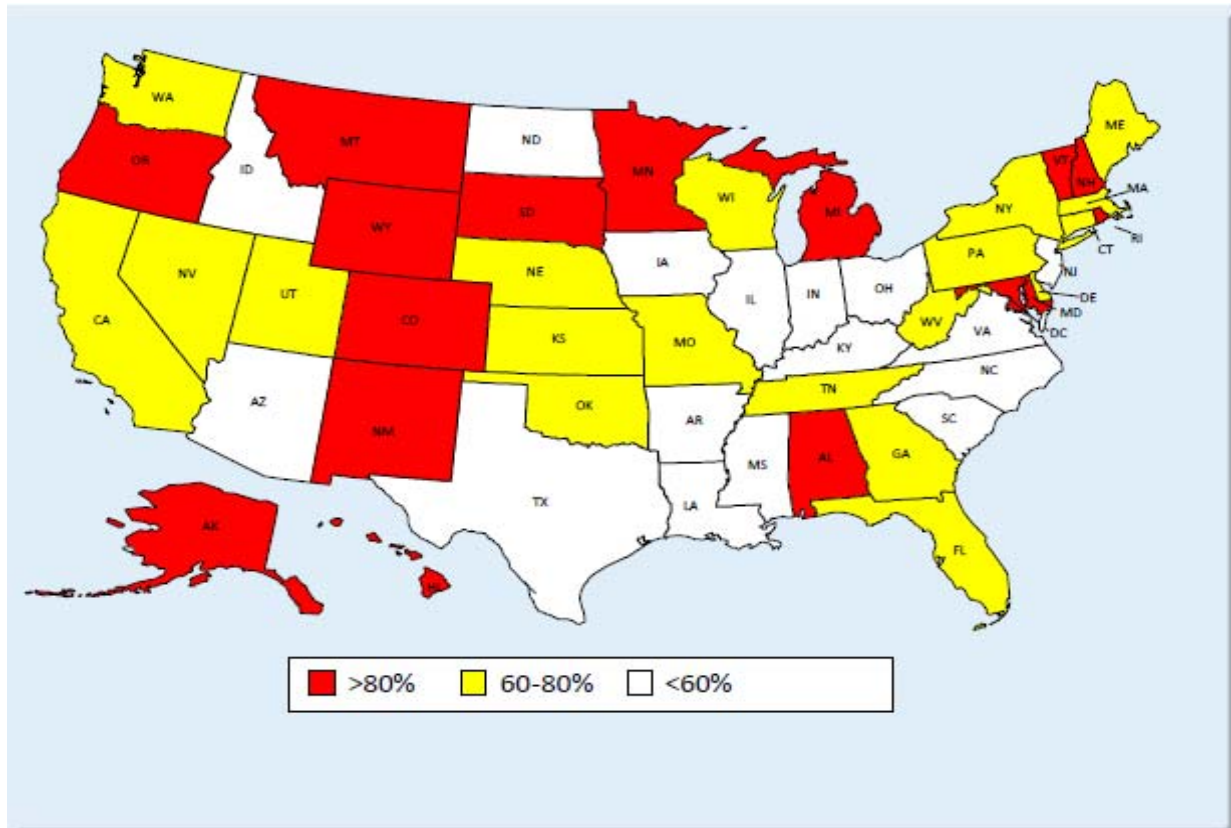 WA
MT
ND
MN
ME
VT
NH
MA
OR
ID
SD
WI
MI
NY
RI
WY
CT
IA
PA
NJ
NV
NE
IL
IN
OH
DE
UT
MD
CA
CO
KS
MO
WV
VA
DC
KY
NC
AZ
NM
OK
AR
TN
SC
MS
AL
GA
TX
LA
AK
FL
HI
>80% 60-80% <60%